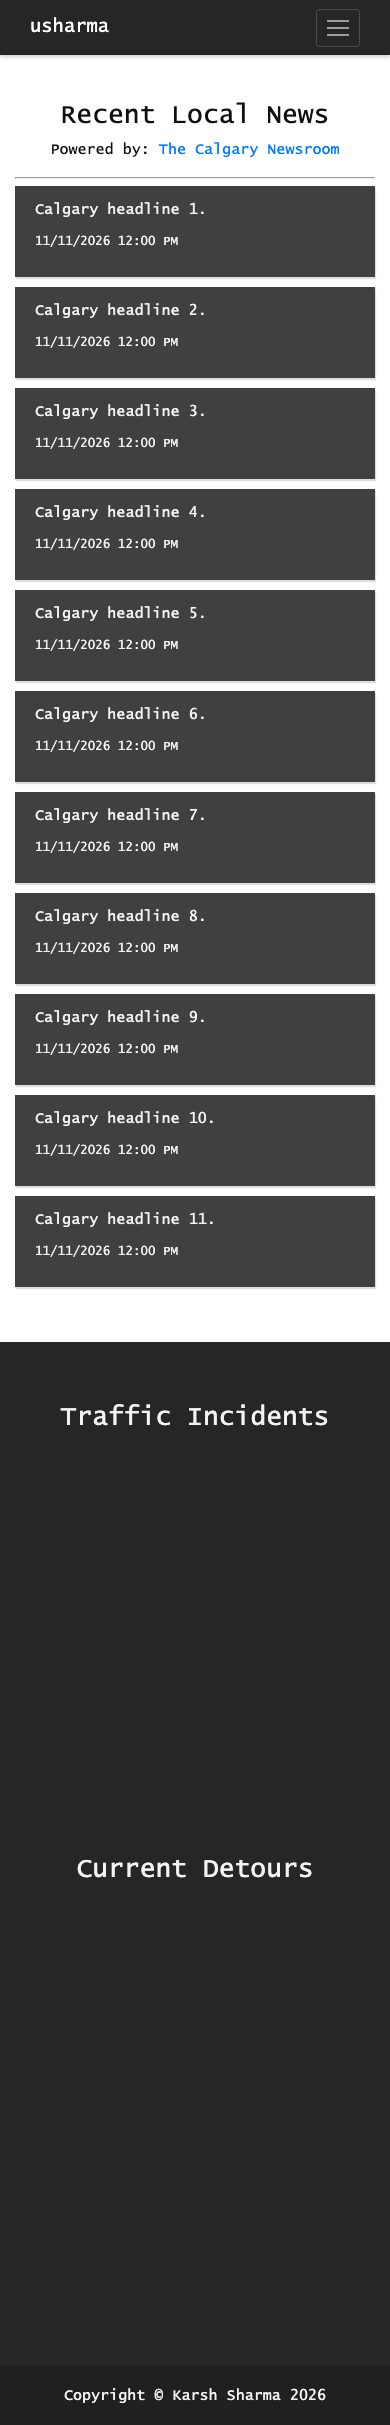 usharma
Recent Local News
Powered by: The Calgary Newsroom
Calgary headline 1.
11/11/2026 12:00 PM
Calgary headline 2.
11/11/2026 12:00 PM
Calgary headline 3.
11/11/2026 12:00 PM
Calgary headline 4.
11/11/2026 12:00 PM
Calgary headline 5.
11/11/2026 12:00 PM
Calgary headline 6.
11/11/2026 12:00 PM
Calgary headline 7.
11/11/2026 12:00 PM
Calgary headline 8.
11/11/2026 12:00 PM
Calgary headline 9.
11/11/2026 12:00 PM
Calgary headline 10.
11/11/2026 12:00 PM
Calgary headline 11.
11/11/2026 12:00 PM
Traffic Incidents
Current Detours
Copyright © Karsh Sharma 2026